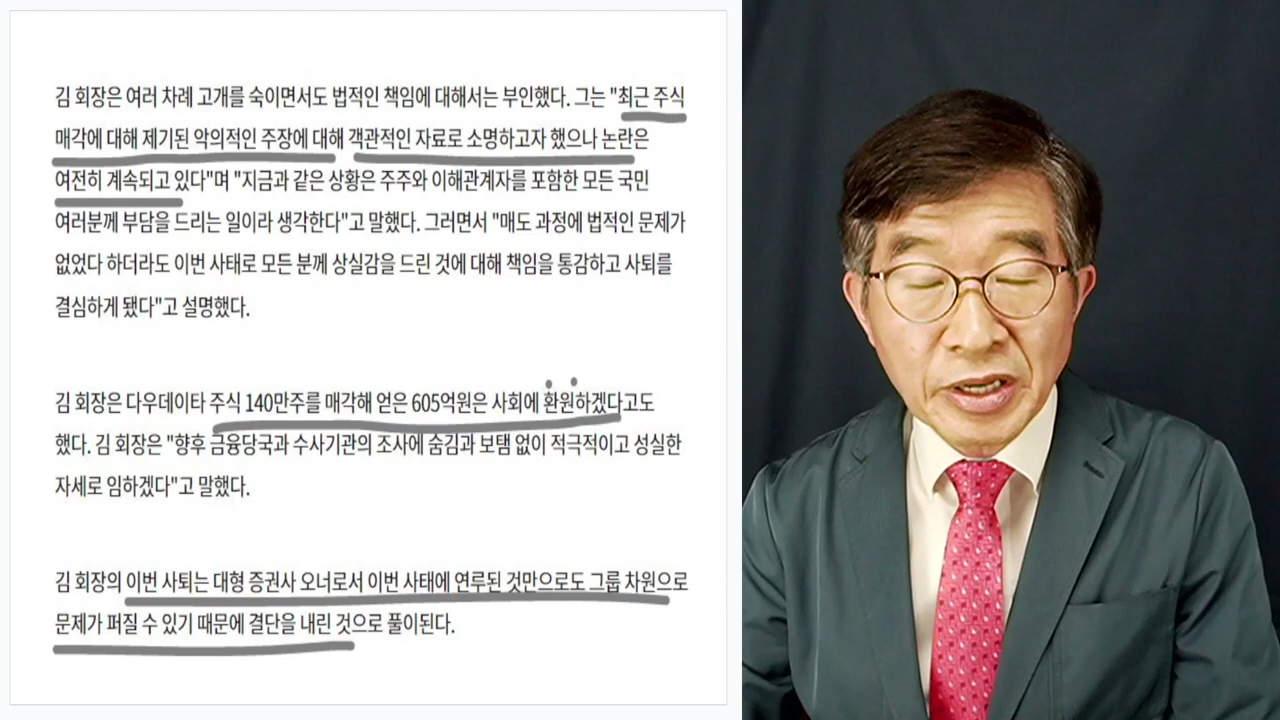 김 회장은 여러 차례 고개를 숙이면서도 법적인 책임에 대해서는 부인했다. 그는 "최근 주식
매각에 대해 제기된 악의적인 주장에 대해 객관적인 자료로 소명하고자 했으나 논란은
여전히 계속되고 있다"며 "지금과 같은 상황은 주주와 이해관계자를 포함한 모든 국민
여러분께 부담을 드리는 일이라 생각한다"고 말했다. 그러면서 "매도 과정에 법적인 문제가
없었다 하더라도 이번 사태로 모든 분께 상실감을 드린 것에 대해 책임을 통감하고 사퇴를
결심하게 됐다"고 설명했다.
김 회장은 다우데이타 주식 140만주를 매각해 얻은 605억원은 사회에 환원하겠다고도
했다. 김 회장은 "향후 금융당국과 수사기관의 조사에 숨김과 보탬 없이 적극적이고 성실한
자세로 임하겠다"고 말했다.
김 회장의 이번 사퇴는 대형 증권사 오너로서 이번 사태에 연루된 것만으로도 그룹 차원으로
문제가 퍼질 수 있기 때문에 결단을 내린 것으로 풀이된다.